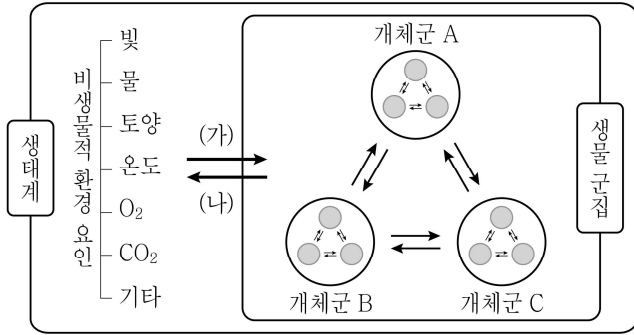 생태계
비생물적 환경 요인
빛
물
토양
온도
O₂
CO₂
기타
(가)
(나)
개체군 A
개체군 B
개체군 C
생물 군집